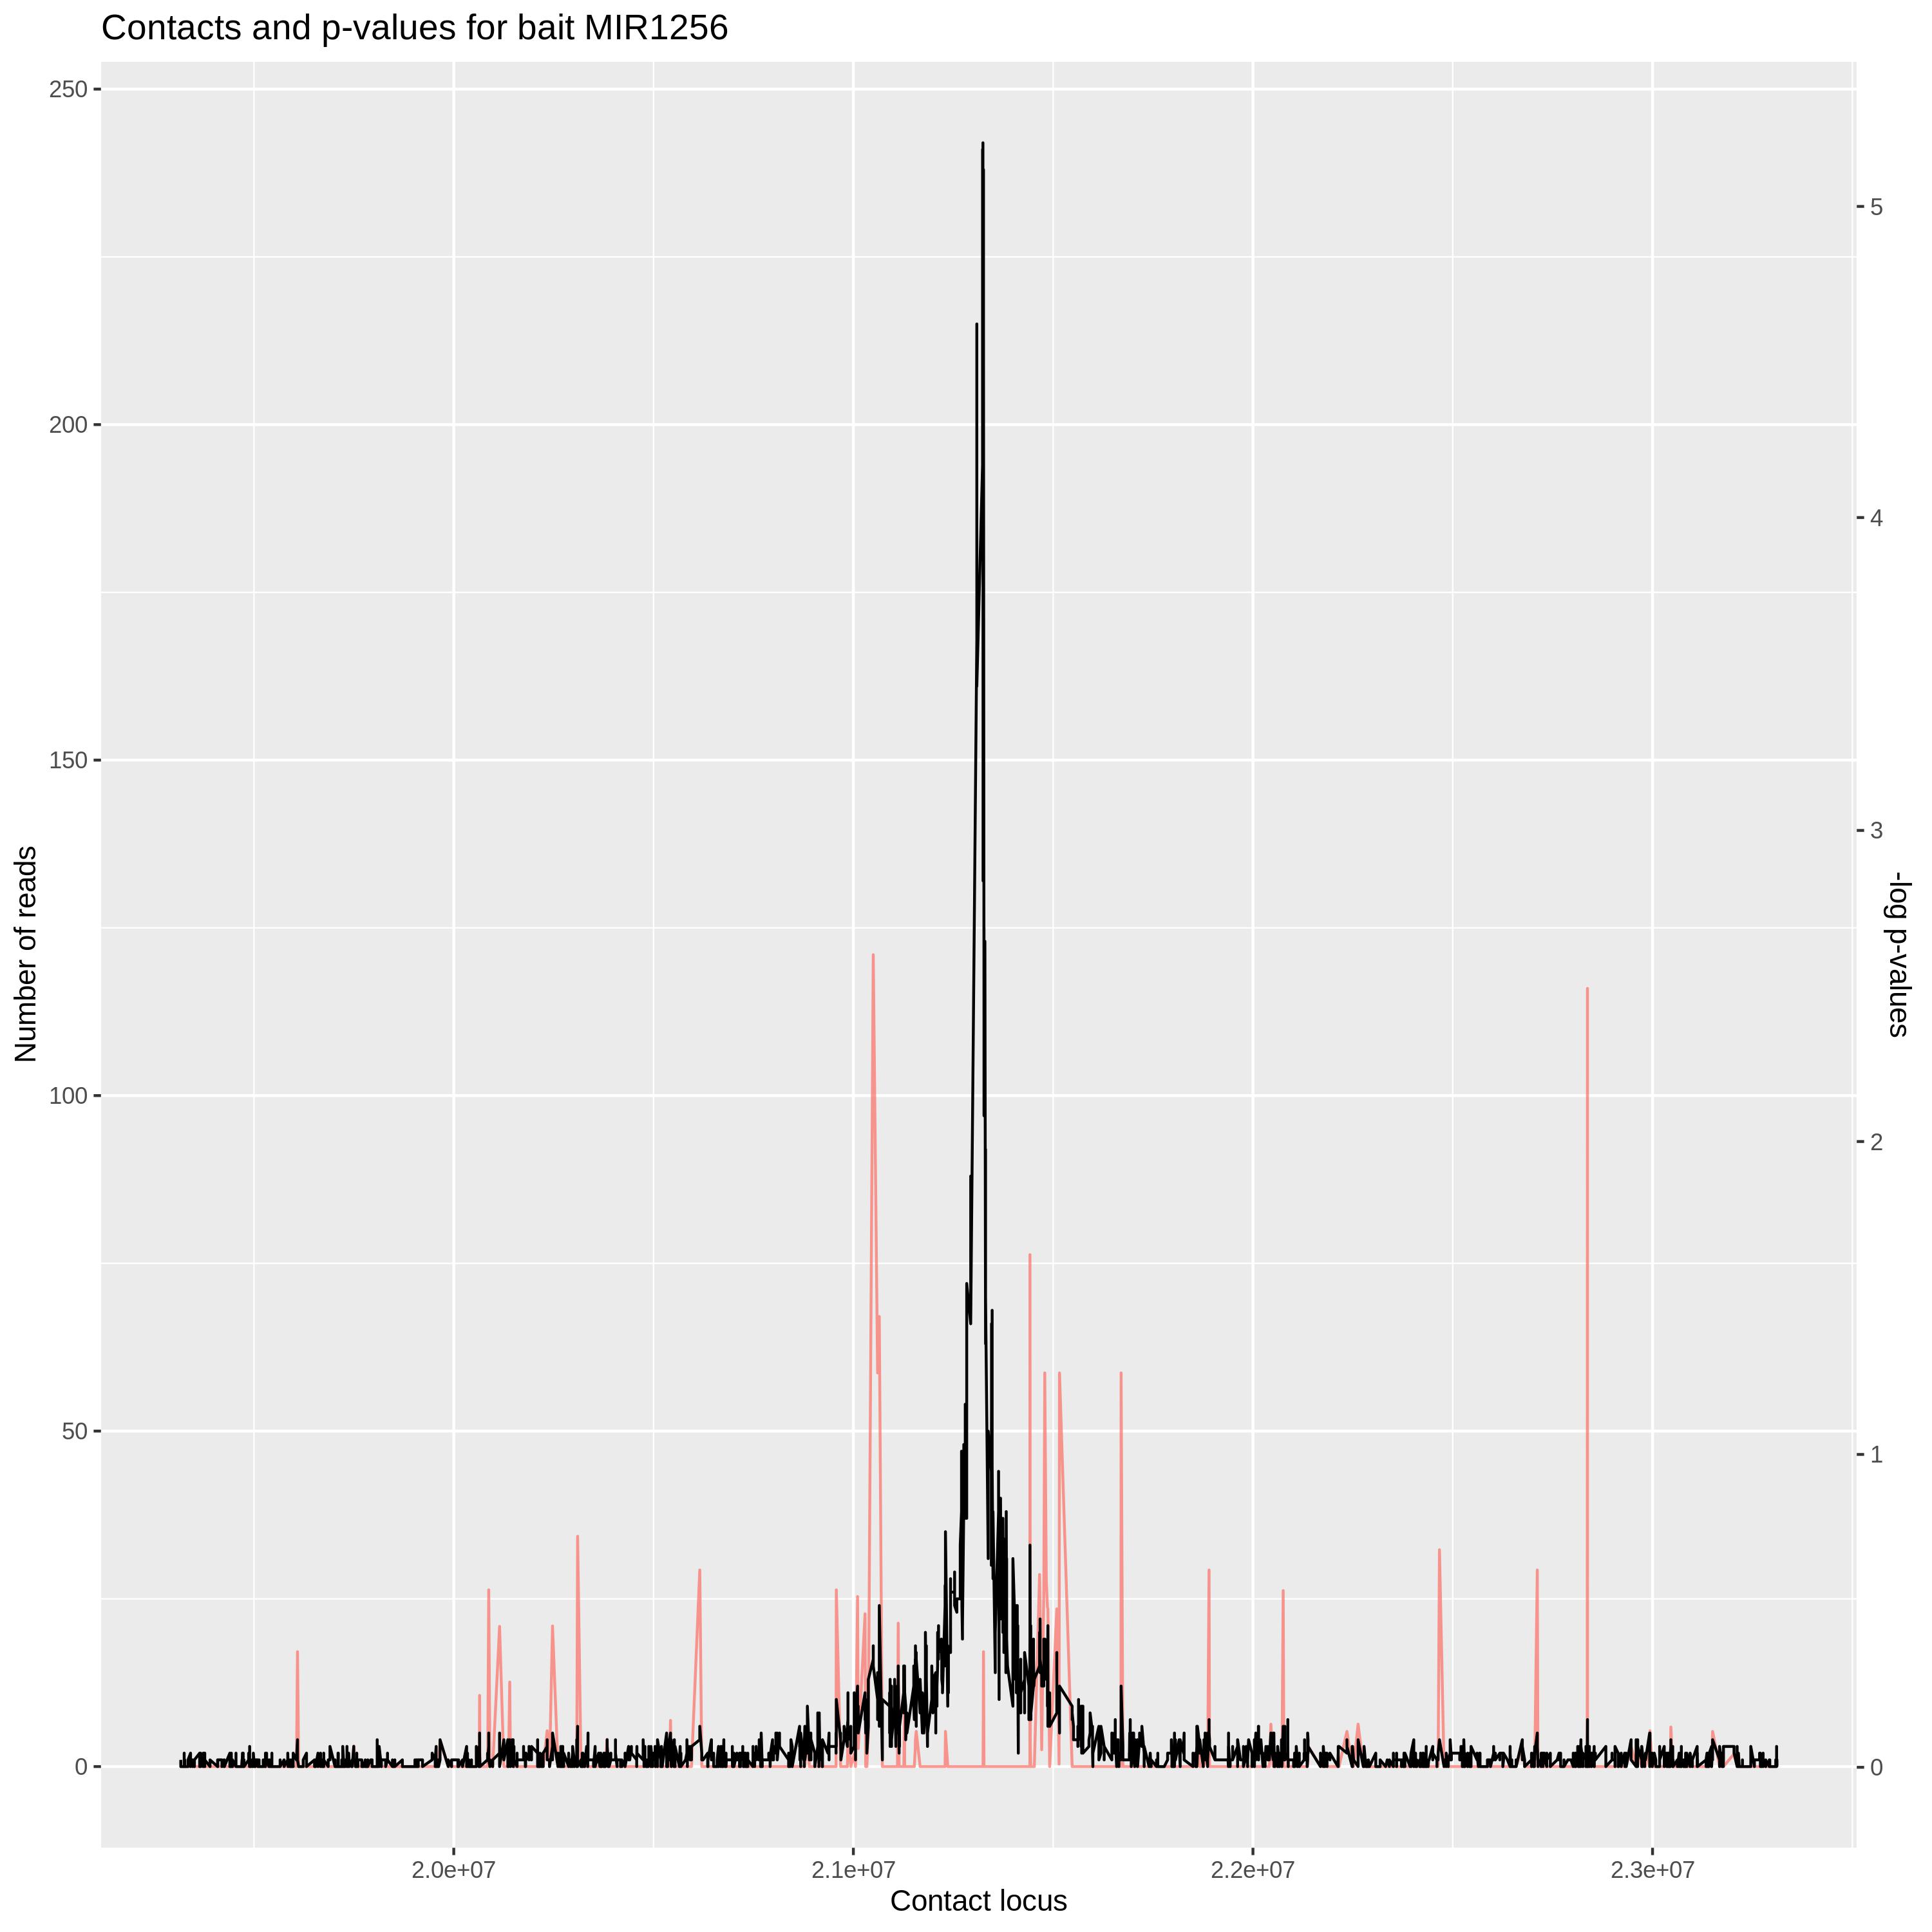 Contacts and p-values for bait MIR1256
250
200
150
100
50
0
Number of reads
5
4
3
2
1
0
-log p-values
2.0e+07
2.1e+07
2.2e+07
2.3e+07
Contact locus